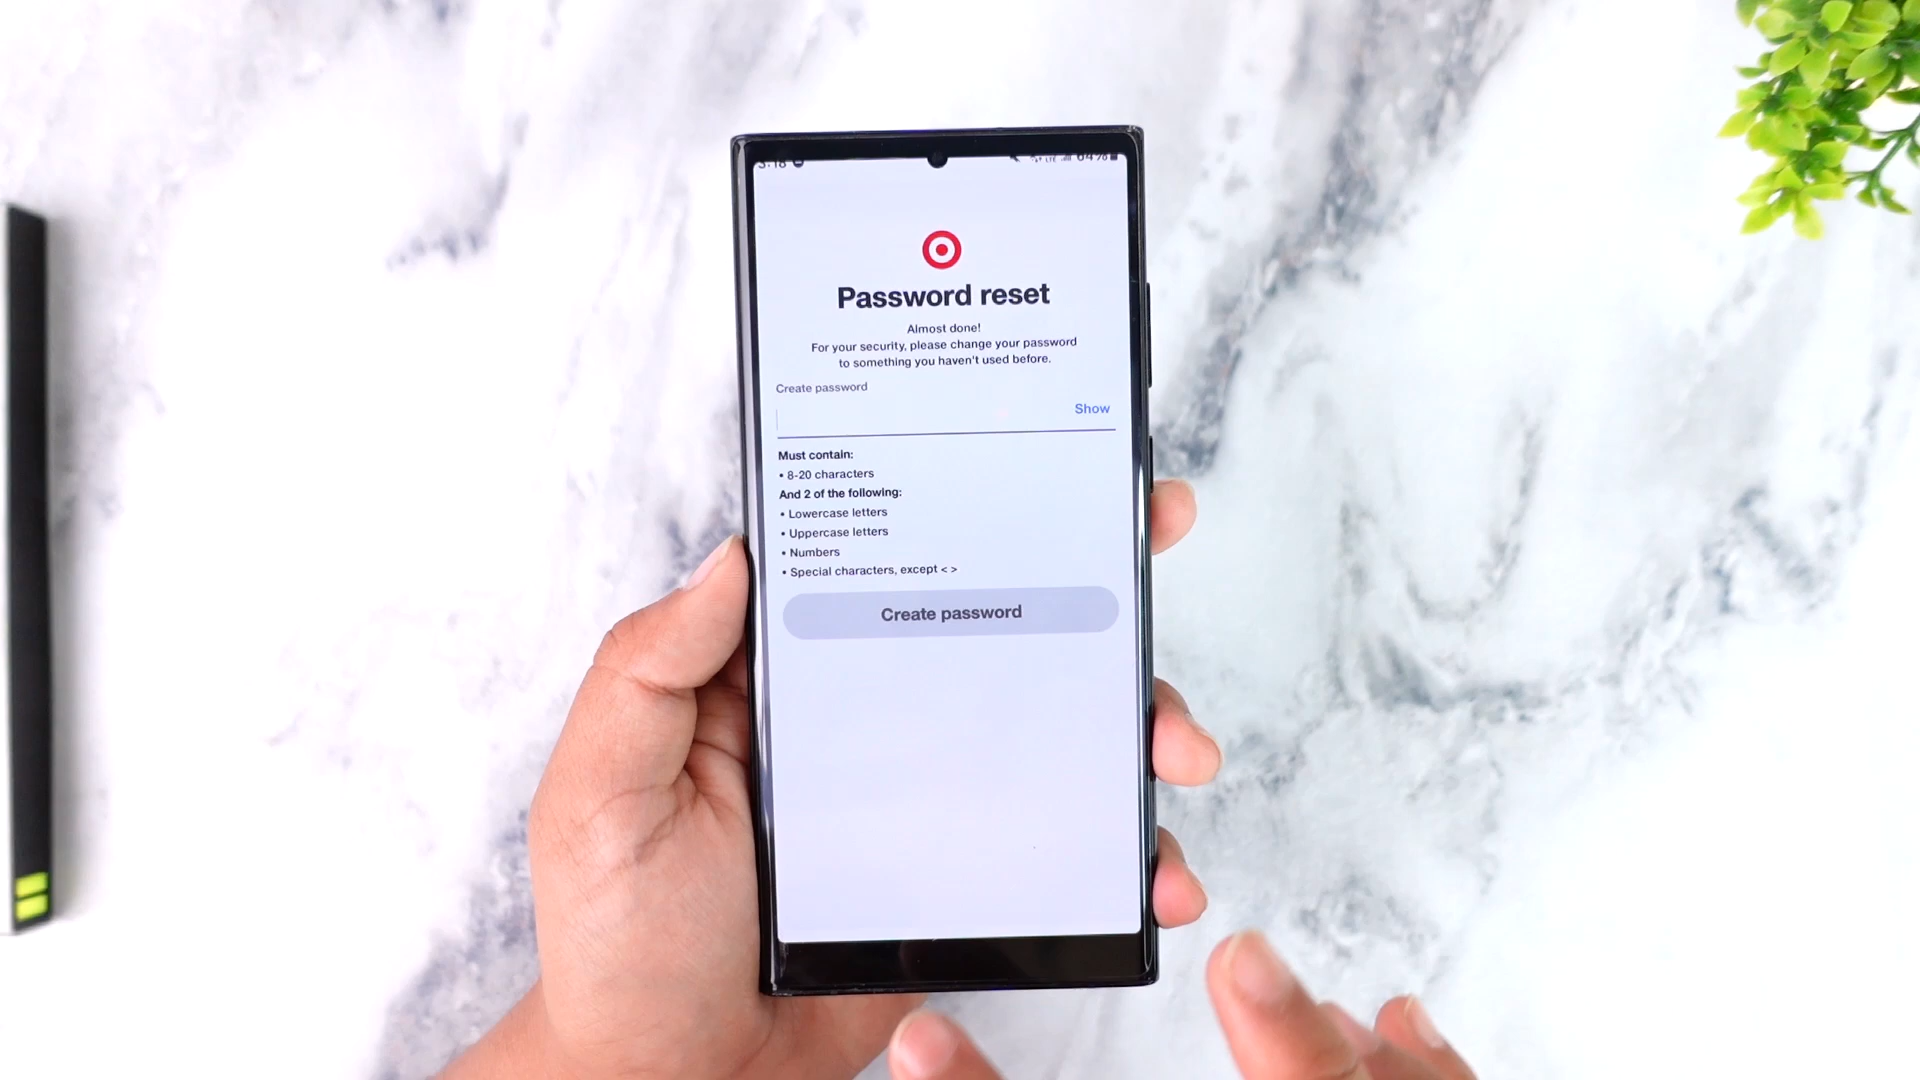 64%
Password reset
Almost done!
For your security, please change your password
to something you haven't used before.
Create password
Show
Must contain:
• 8-20 characters
And 2 of the following:
• Lowercase letters
• Uppercase letters
• Numbers
• Special characters, except < >
Create password